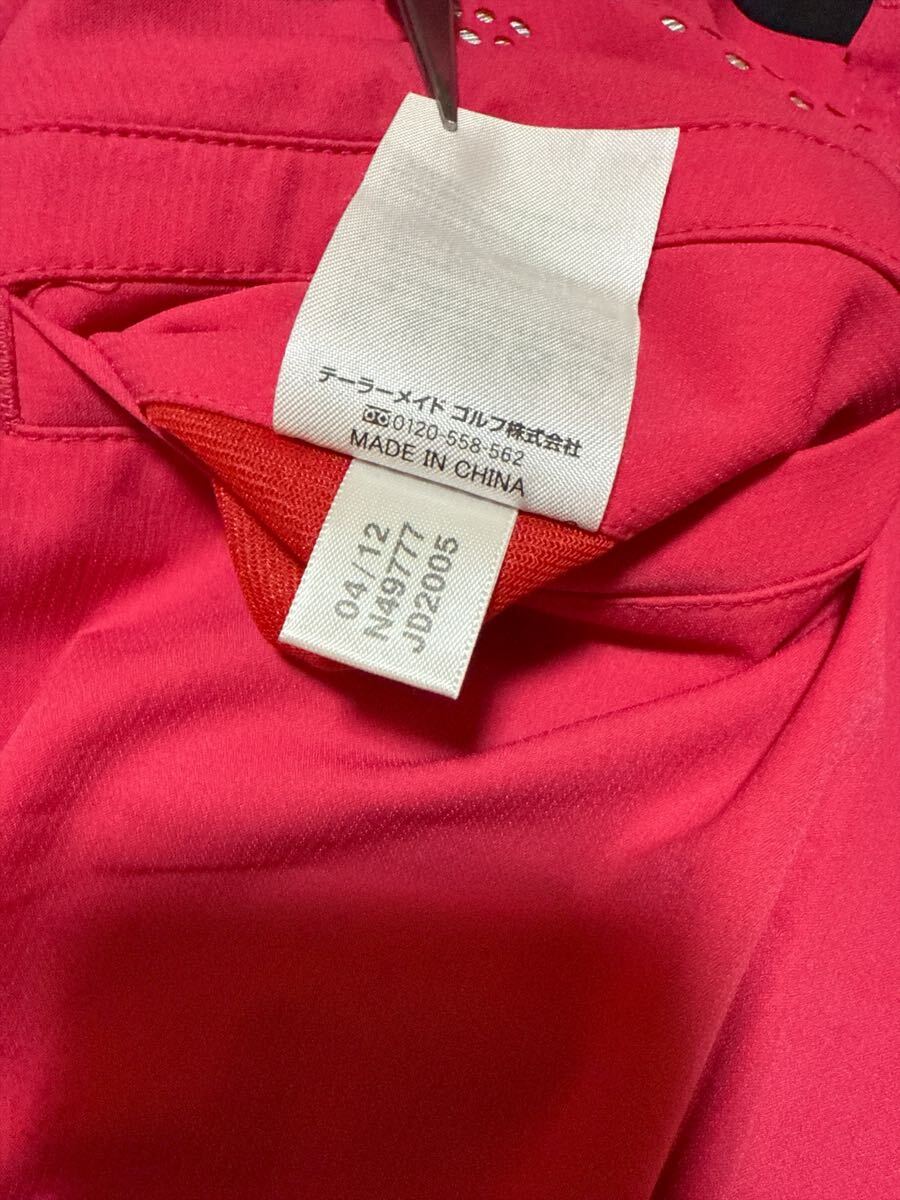 テーラーメイド ゴルフ株式会社
0120-558-562
MADE IN CHINA
04/12
N49777
JD2005